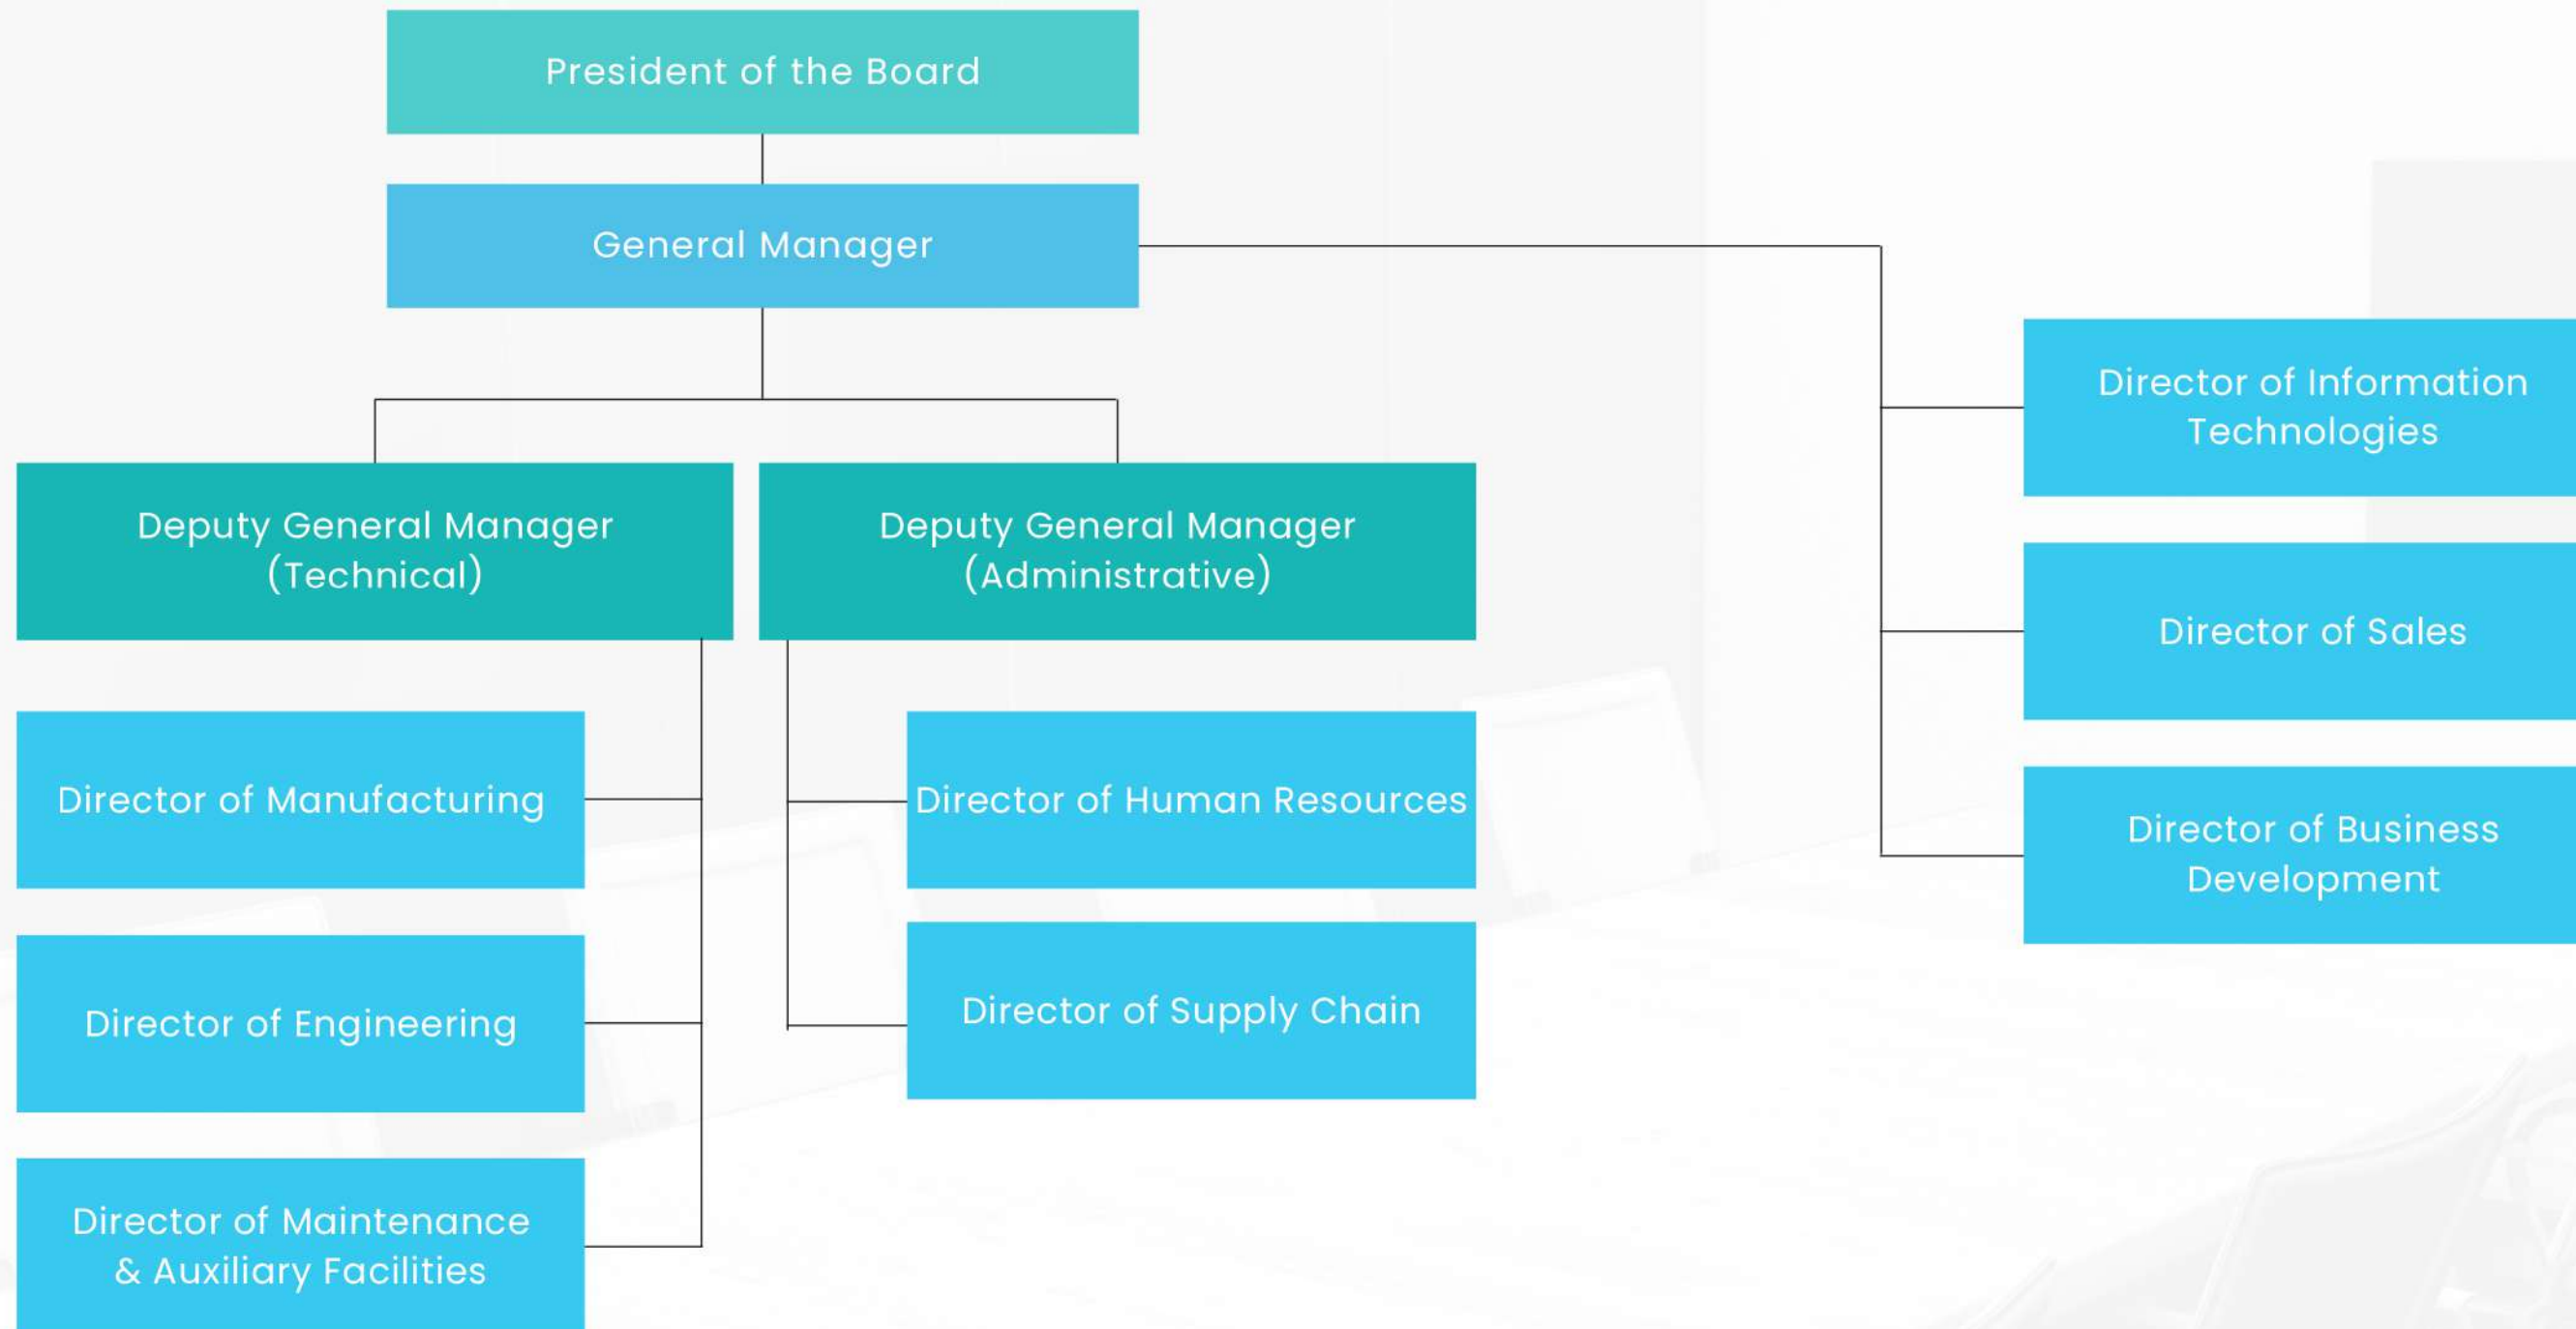 President of the Board
General Manager
Deputy General Manager
(Technical)
Deputy General Manager
(Administrative)
Director of Manufacturing
Director of Engineering
Director of Maintenance
& Auxiliary Facilities
Director of Human Resources
Director of Supply Chain
Director of Information
Technologies
Director of Sales
Director of Business
Development